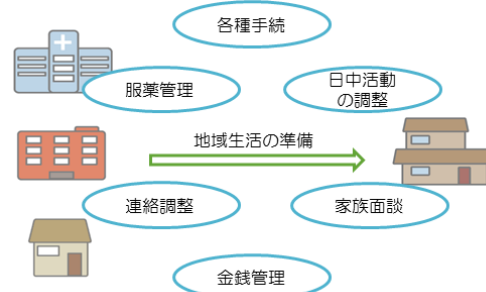 各種手続
服薬管理
日中活動
の調整
地域生活の準備
連絡調整
家族面談
金銭管理